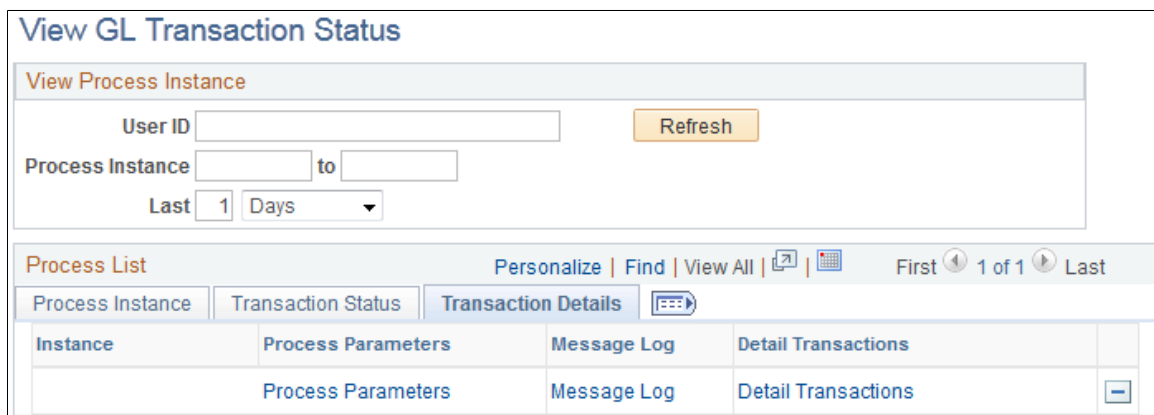 View GL Transaction Status
View Process Instance
User ID Refresh
Process Instance to
Last 1 Days
Process List Personalize | Find | View All | | First 1 of 1 Last
Process Instance Transaction Status Transaction Details
Instance Process Parameters Message Log Detail Transactions
Process Parameters Message Log Detail Transactions